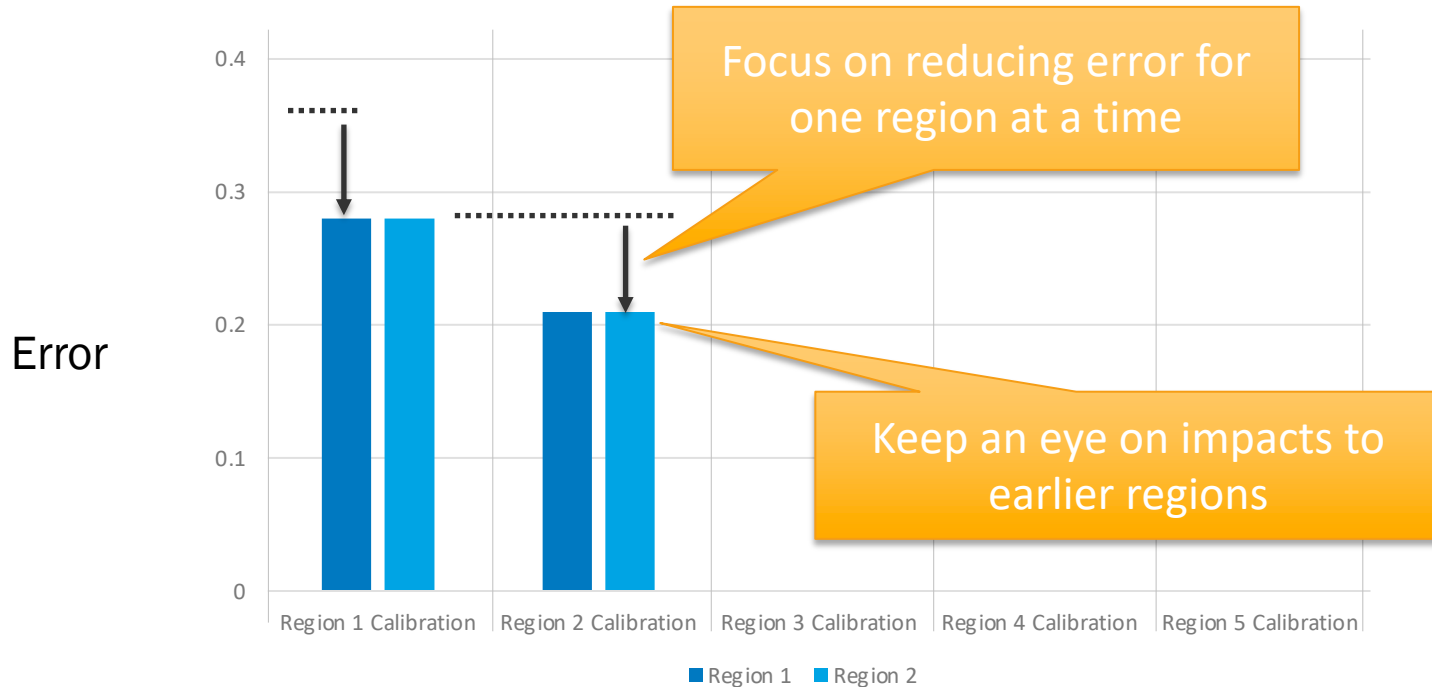 Focus on reducing error for
one region at a time
Keep an eye on impacts to
earlier regions
Error
0.4
0.3
0.2
0.1
0
Region 1 Calibration
Region 2 Calibration
Region 3 Calibration
Region 4 Calibration
Region 5 Calibration
Region 1
Region 2